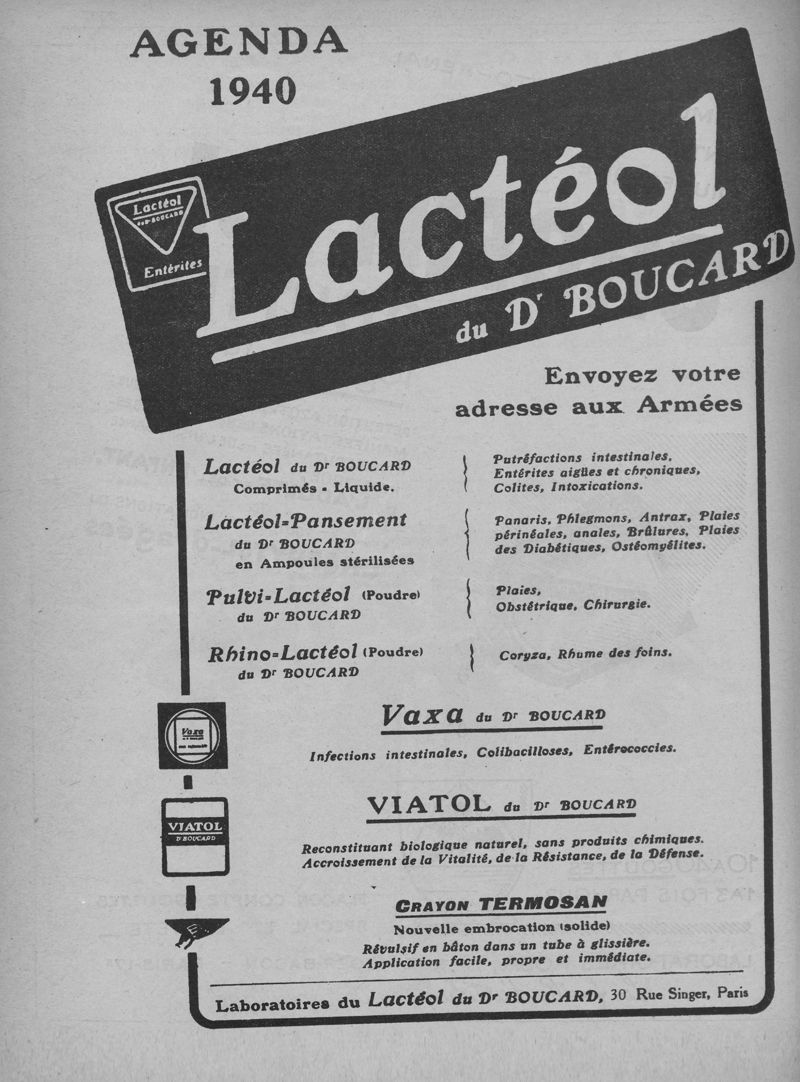 AGENDA
1940
Lactéol
du Dr BOUCARD
Entérites
Lactéol
du Dr BOUCARD
Envoyez votre
adresse aux Armées
Lactéol du Dr BOUCARD
Comprimés - Liquide.
Putréfactions intestinales,
Entérites aigües et chroniques,
Colites, Intoxications.
Lactéol-Pansement
du Dr BOUCARD
en Ampoules stérilisées
Panaris, Phlegmons, Antrax, Plaies
périnéales, anales, Brûlures, Plaies
des Diabétiques, Ostéomyélites.
Pulvi-Lactéol (Poudre)
du Dr BOUCARD
Plaies,
Obstétrique, Chirurgie.
Rhino-Lactéol (Poudre)
du Dr BOUCARD
Coryza, Rhume des foins.
Vaxa
Vaxa du Dr BOUCARD
Infections intestinales, Colibacilloses, Entérococcies.
VIATOL
Dr BOUCARD
VIATOL du Dr BOUCARD
Reconstituant biologique naturel, sans produits chimiques.
Accroissement de la Vitalité, de la Résistance, de la Défense.
CRAYON TERMOSAN
Nouvelle embrocation (solide)
Révulsif en bâton dans un tube à glissière.
Application facile, propre et immédiate.
Laboratoires du Lactéol du Dr BOUCARD, 30 Rue Singer, Paris